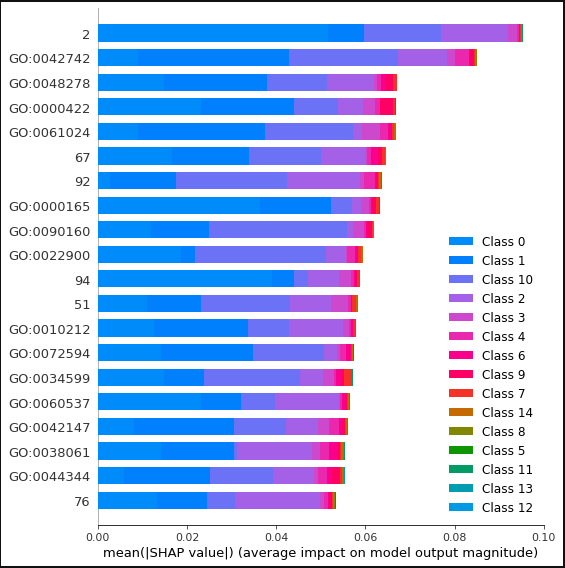 2
GO:0042742
GO:0048278
GO:0000422
GO:0061024
67
92
GO:0000165
GO:0090160
GO:0022900
94
51
GO:0010212
GO:0072594
GO:0034599
GO:0060537
GO:0042147
GO:0038061
GO:0044344
76
Class 0
Class 1
Class 10
Class 2
Class 3
Class 4
Class 6
Class 9
Class 7
Class 14
Class 8
Class 5
Class 11
Class 13
Class 12
0.00 0.02 0.04 0.06 0.08 0.10
mean(|SHAP value|) (average impact on model output magnitude)